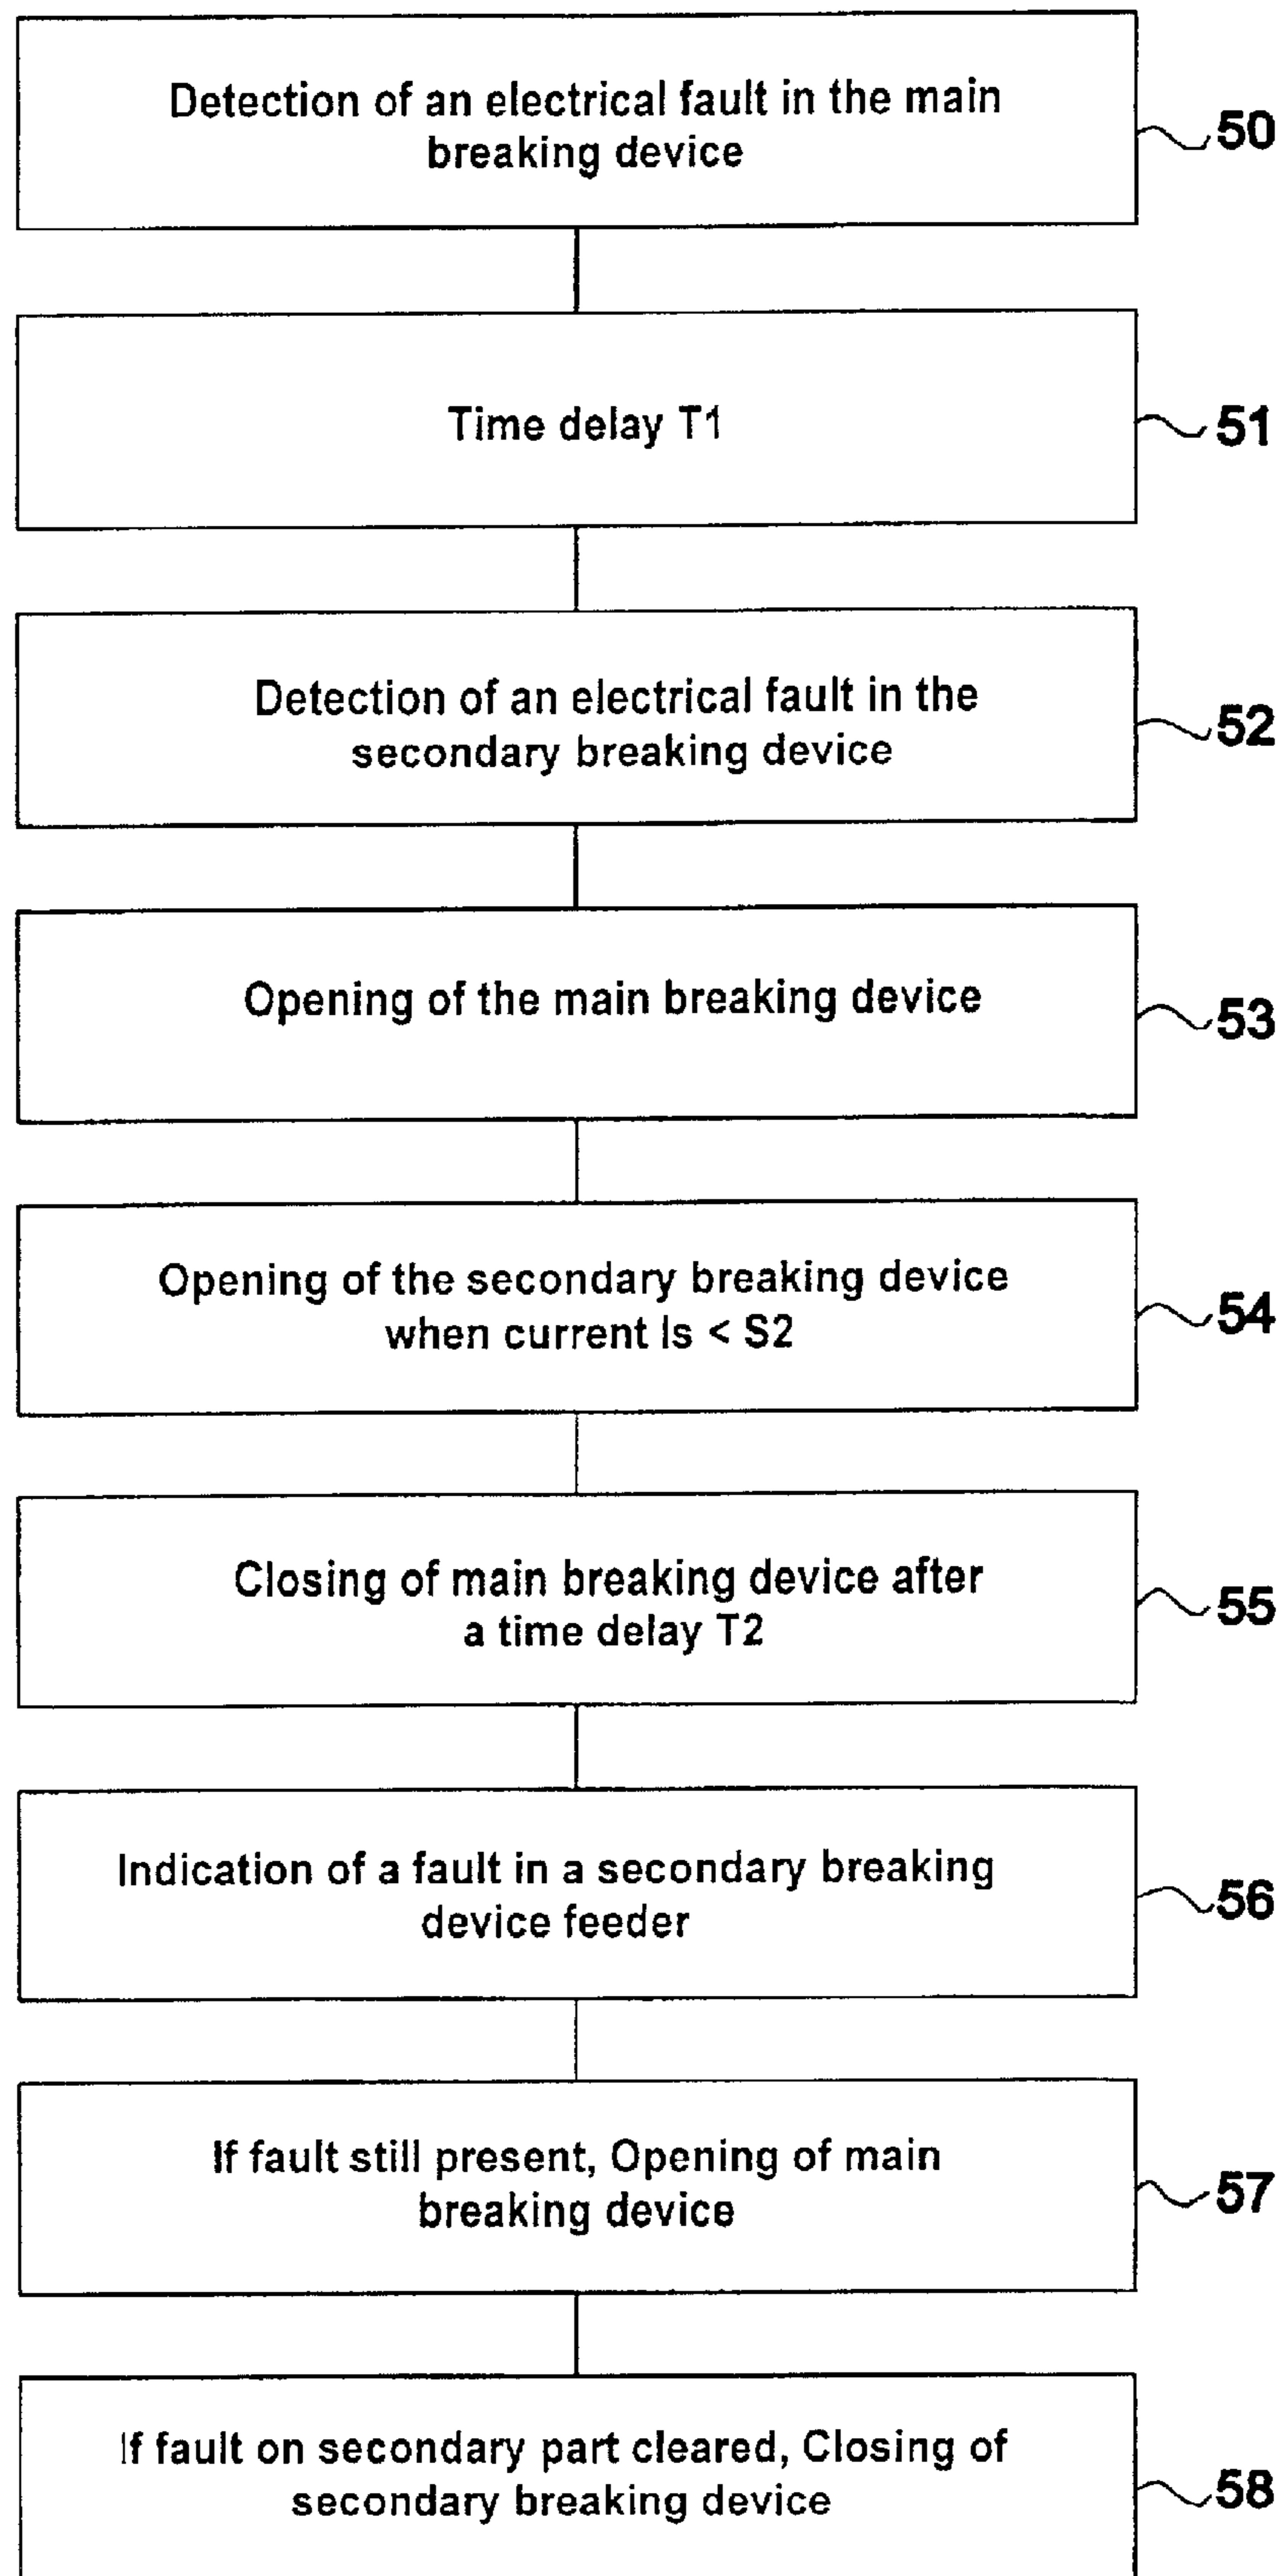 Detection of an electrical fault in the main
breaking device
50
Time delay T1
51
Detection of an electrical fault in the
secondary breaking device
52
Opening of the main breaking device
53
Opening of the secondary breaking device
when current Is < S2
54
Closing of main breaking device after
a time delay T2
55
Indication of a fault in a secondary breaking
device feeder
56
If fault still present, Opening of main
breaking device
57
If fault on secondary part cleared, Closing of
secondary breaking device
58